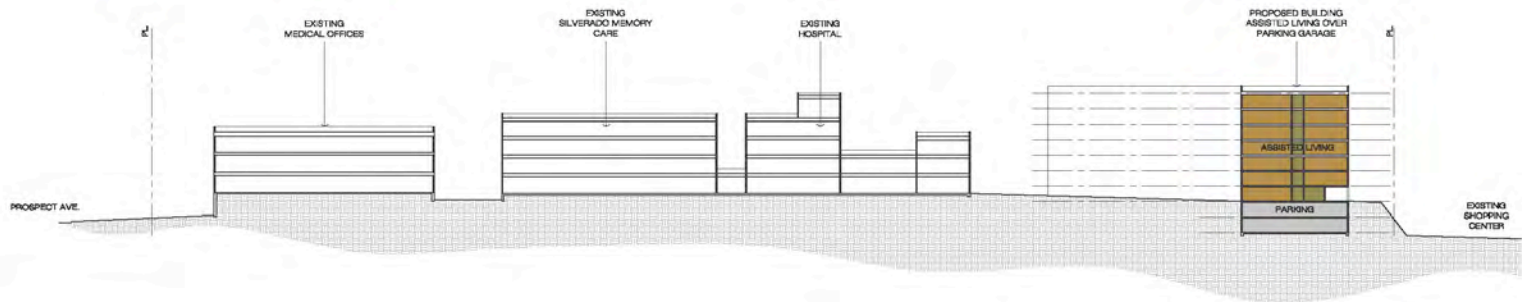 EXISTING
MEDICAL OFFICES
EXISTING
SILVERADO MEMORY
CARE
EXISTING
HOSPITAL
PROPOSED BUILDING
ASSISTED LIVING OVER
PARKING GARAGE
ASSISTED LIVING
PARKING
PROSPECT AVE.
EXISTING
SHOPPING
CENTER